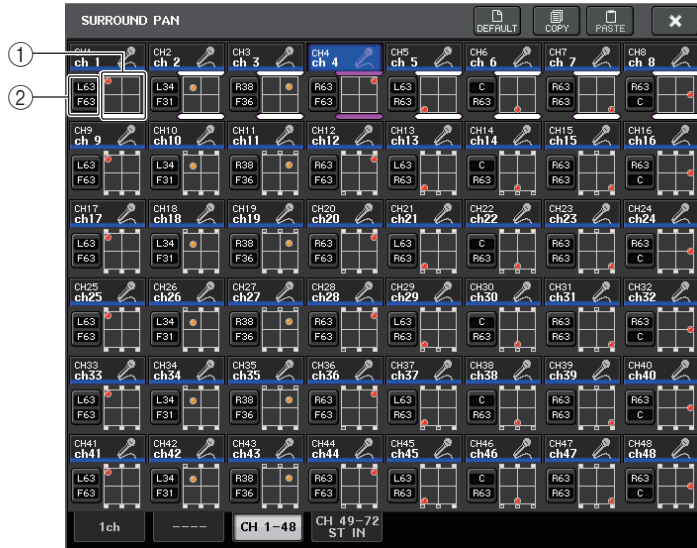 SURROUND PAN
DEFAULT COPY PASTE
1
2
CH1 CH2 CH3 CH4 CH5 CH6 CH7 CH8
ch 1 ch 2 ch 3 ch 4 ch 5 ch 6 ch 7 ch 8
L63 L34 R38 R63 L63 C R63 R63
F63 F31 F36 F63 R63 R63 R63 C
CH9 CH10 CH11 CH12 CH13 CH14 CH15 CH16
ch 9 ch10 ch11 ch12 ch13 ch14 ch15 ch16
L63 L34 R38 R63 L63 C R63 R63
F63 F31 F36 F63 R63 R63 R63 C
CH17 CH18 CH19 CH20 CH21 CH22 CH23 CH24
ch17 ch18 ch19 ch20 ch21 ch22 ch23 ch24
L63 L34 R38 R63 L63 C R63 R63
F63 F31 F36 F63 R63 R63 R63 C
CH25 CH26 CH27 CH28 CH29 CH30 CH31 CH32
ch25 ch26 ch27 ch28 ch29 ch30 ch31 ch32
L63 L34 R38 R63 L63 C R63 R63
F63 F31 F36 F63 R63 R63 R63 C
CH33 CH34 CH35 CH36 CH37 CH38 CH39 CH40
ch33 ch34 ch35 ch36 ch37 ch38 ch39 ch40
L63 L34 R38 R63 L63 C R63 R63
F63 F31 F36 F63 R63 R63 R63 C
CH41 CH42 CH43 CH44 CH45 CH46 CH47 CH48
ch41 ch42 ch43 ch44 ch45 ch46 ch47 ch48
L63 L34 R38 R63 L63 C R63 R63
F63 F31 F36 F63 R63 R63 R63 C
1ch ---- CH 1-48 CH 49-72
ST IN